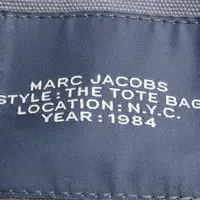 MARC JACOBS
STYLE : THE TOTE BAG
LOCATION : N.Y.C.
YEAR : 1984